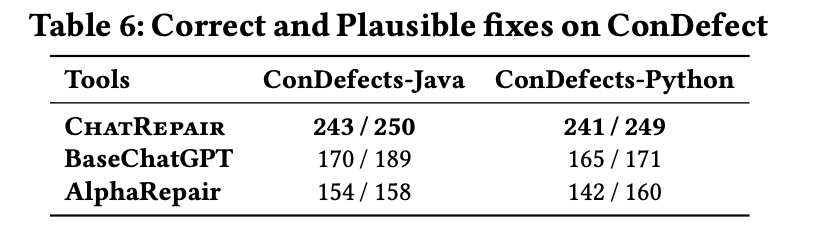 Table 6: Correct and Plausible fixes on ConDefect
Tools ConDefects-Java ConDefects-Python
CHATREPAIR 243 / 250 241 / 249
BaseChatGPT 170 / 189 165 / 171
AlphaRepair 154 / 158 142 / 160